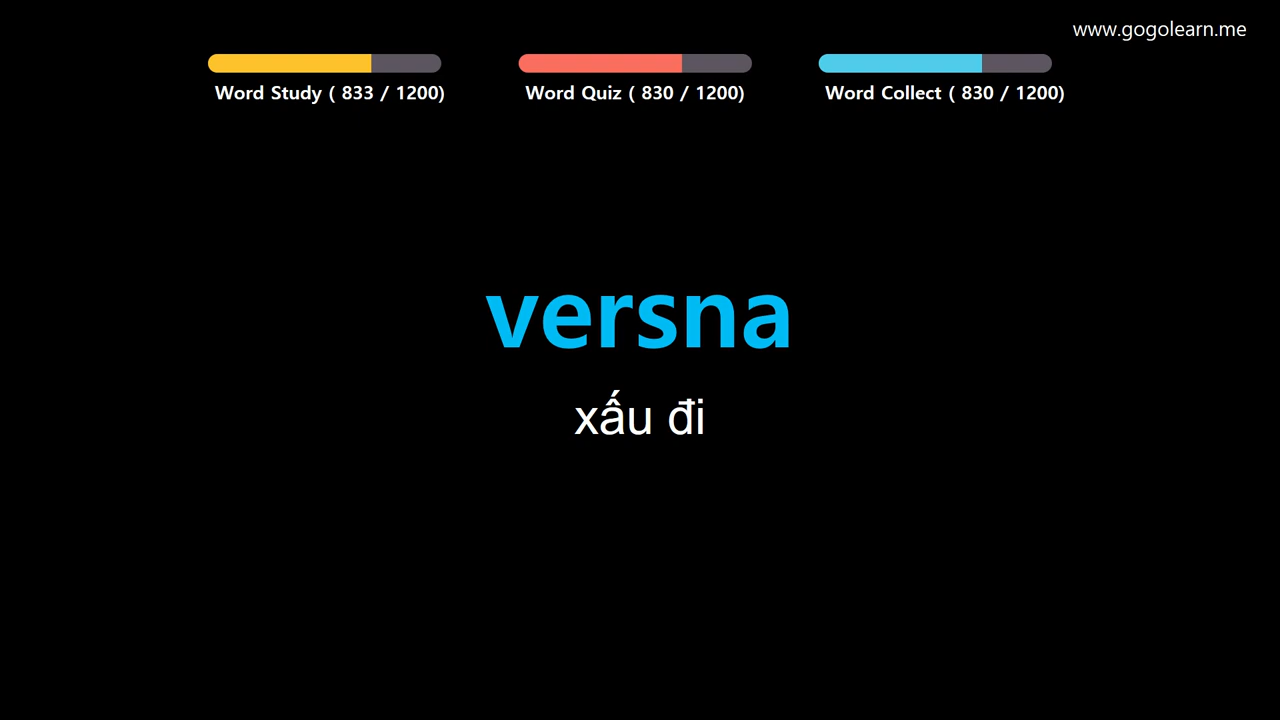 www.gogolearn.me
Word Study ( 833 / 1200)
Word Quiz ( 830 / 1200)
Word Collect ( 830 / 1200)
versna
xấu đi